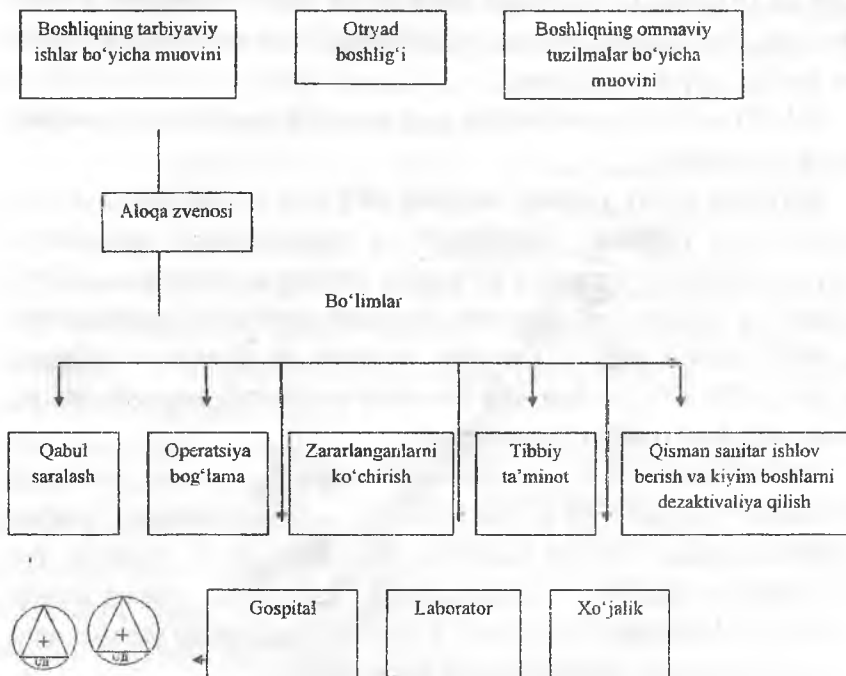 Boshliqning tarbiyaviy
ishlar bo‘yicha muovini
Otryad
boshlig‘i
Boshliqning ommaviy
tuzilmalar bo‘yicha
muovini
Aloqa zvenosi
Bo‘limlar
Qabul
saralash
Operatsiya
bog‘lama
Zararlanganlarni
ko‘chirish
Tibbiy
ta’minot
Qisman sanitar ishlov
berish va kiyim boshlarni
dezaktivaliya qilish
Gospital
Laborator
Xo‘jalik